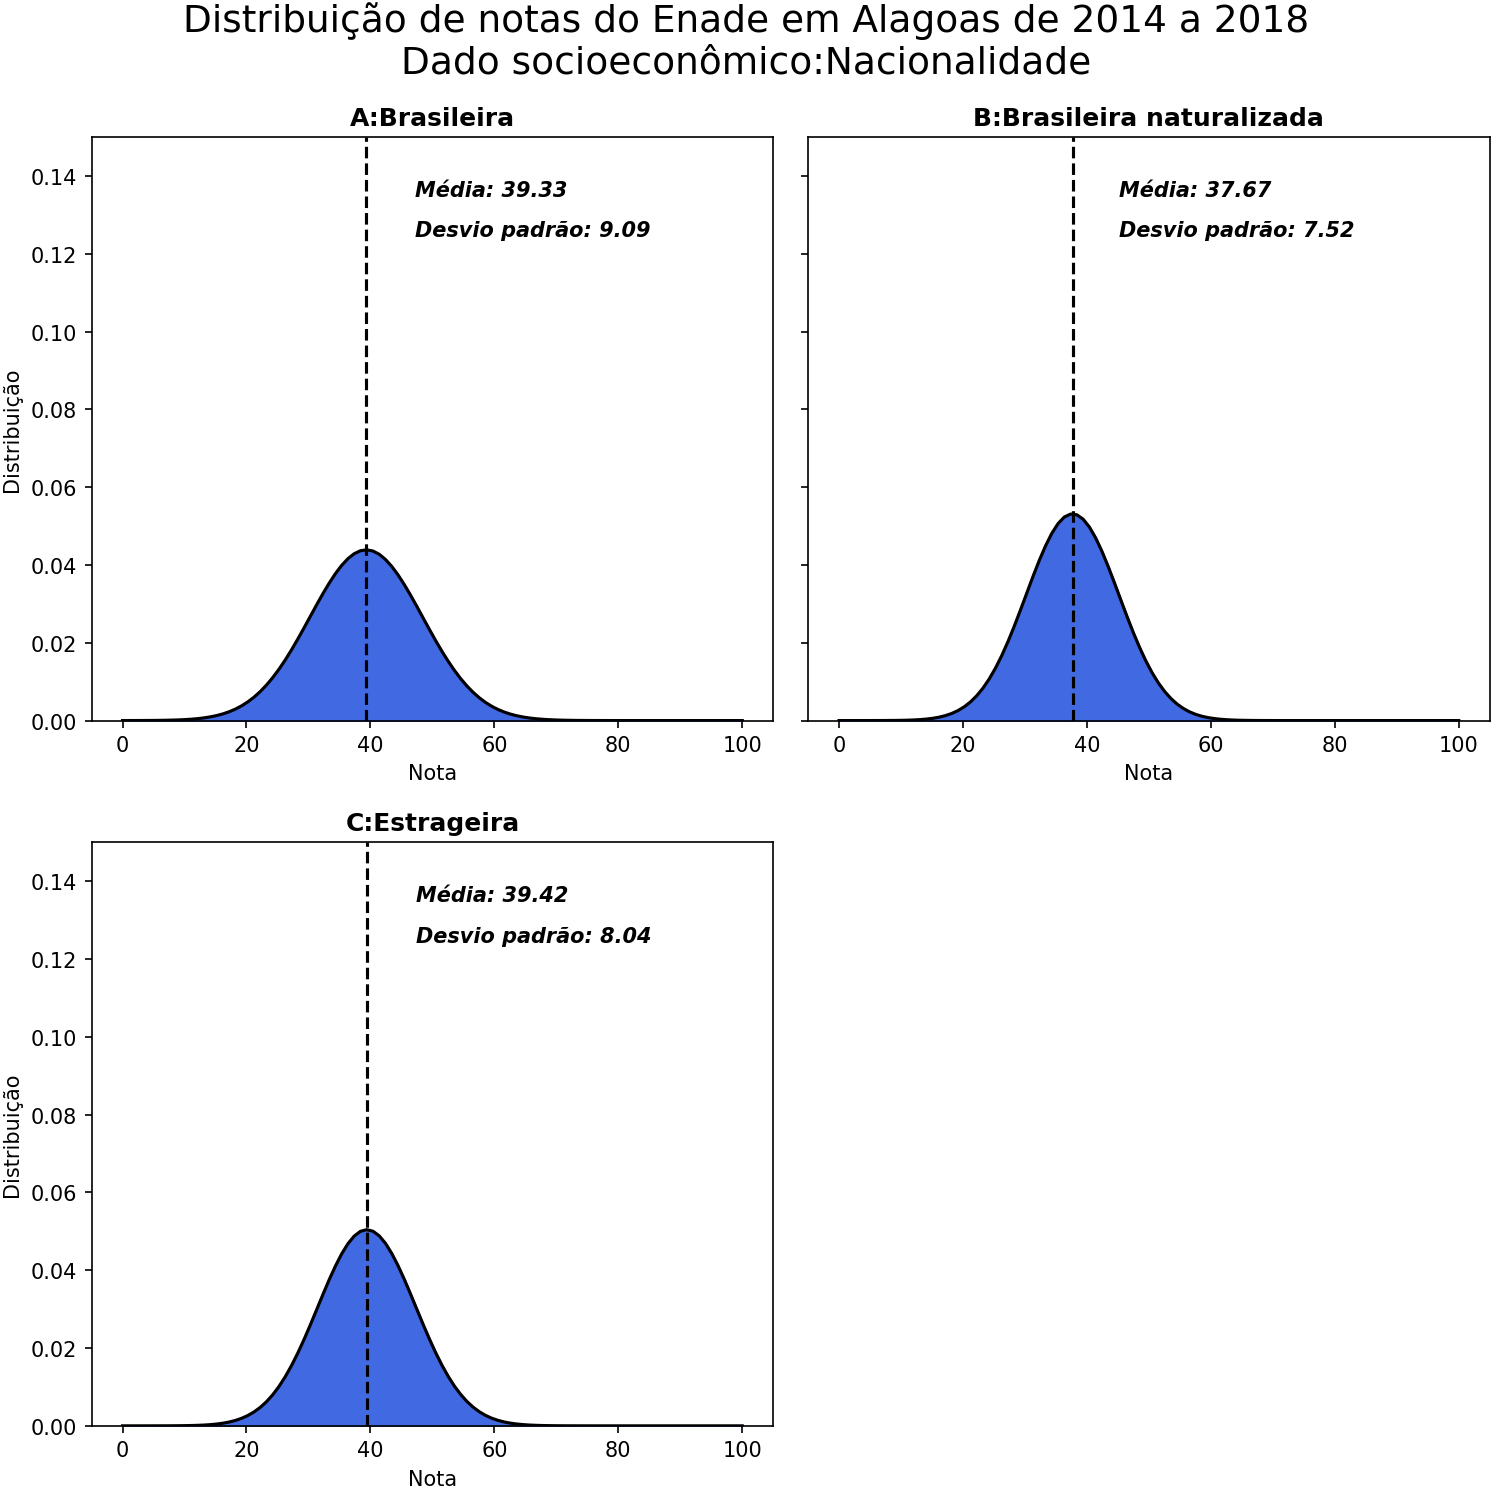 Distribuição de notas do Enade em Alagoas de 2014 a 2018
Dado socioeconômico:Nacionalidade
A:Brasileira
Média: 39.33
Desvio padrão: 9.09
Distribuição
0.14
0.12
0.10
0.08
0.06
0.04
0.02
0.00
0 20 40 60 80 100
Nota
B:Brasileira naturalizada
Média: 37.67
Desvio padrão: 7.52
0 20 40 60 80 100
Nota
C:Estrageira
Média: 39.42
Desvio padrão: 8.04
Distribuição
0.14
0.12
0.10
0.08
0.06
0.04
0.02
0.00
0 20 40 60 80 100
Nota